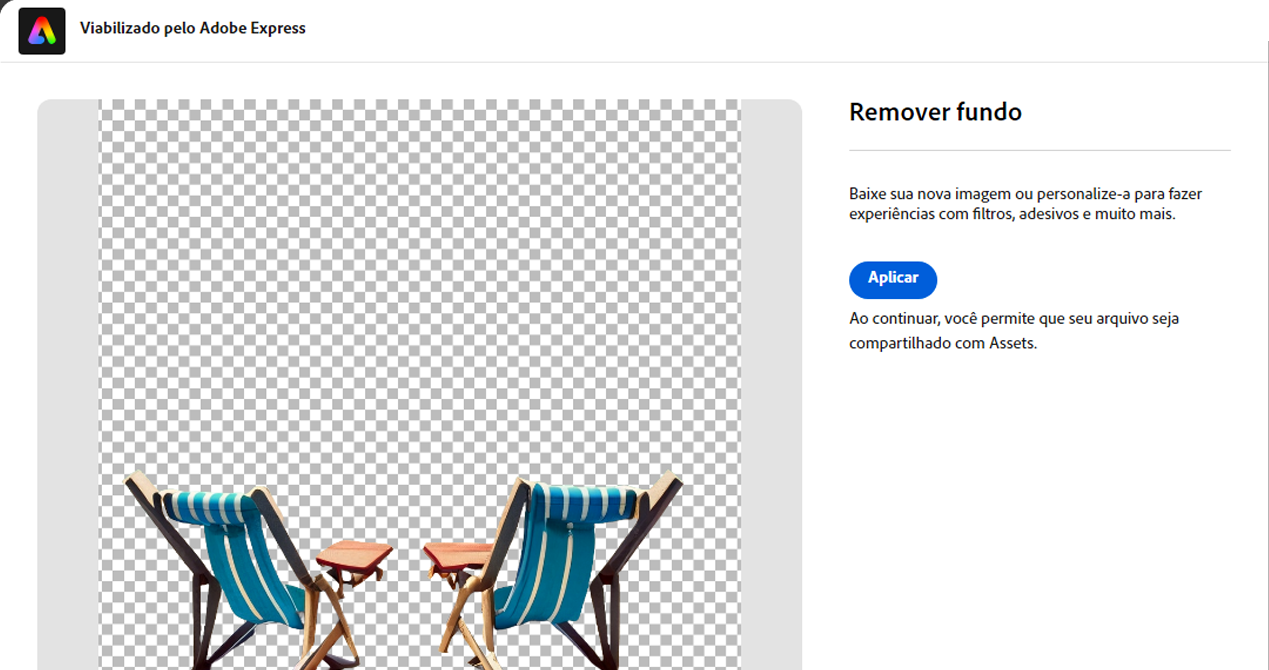 Viabilizado pelo Adobe Express
Remover fundo
Baixe sua nova imagem ou personalize-a para fazer
experiências com filtros, adesivos e muito mais.
Aplicar
Ao continuar, você permite que seu arquivo seja
compartilhado com Assets.